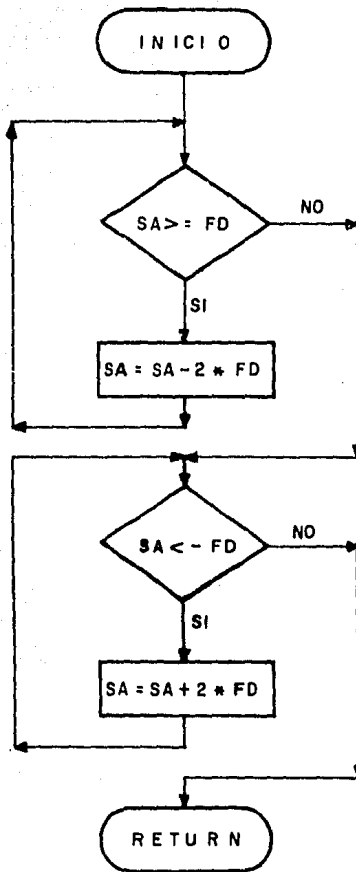 INICIO
SA>= FD
NO
SI
SA = SA-2 * FD
SA<- FD
NO
SI
SA = SA+2 * FD
RETURN